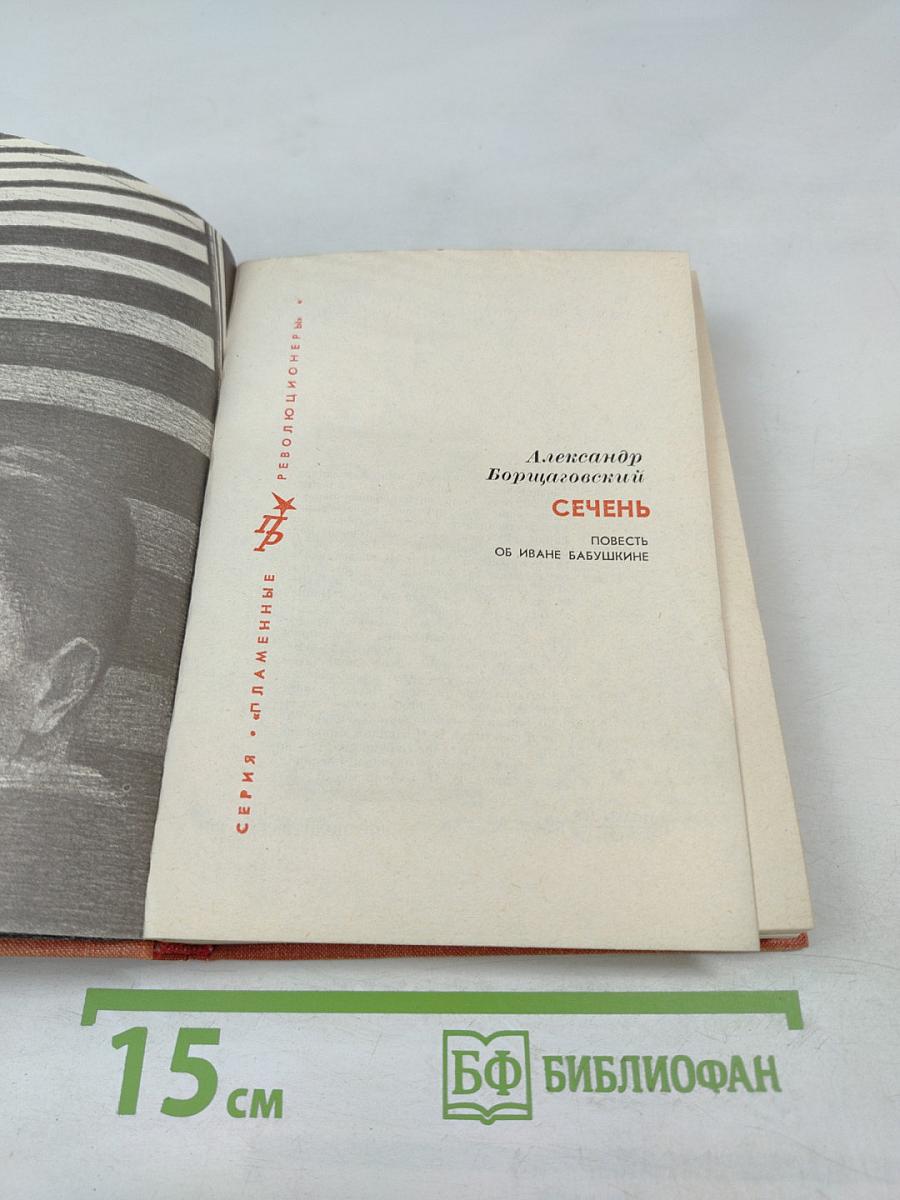 СЕРИЯ • «ПЛАМЕННЫЕ ПР РЕВОЛЮЦИОНЕРЫ» •
Александр
Борщаговский
СЕЧЕНЬ
ПОВЕСТЬ
ОБ ИВАНЕ БАБУШКИНЕ
15 см
БФ БИБЛИОФАН